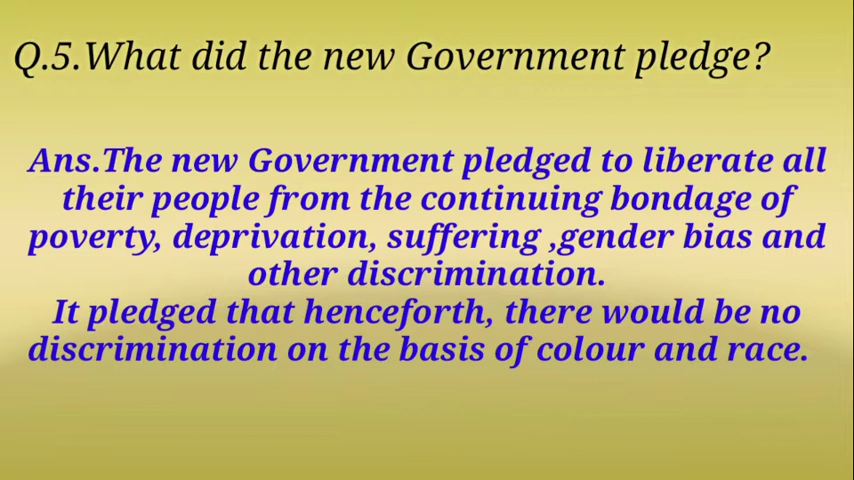 Q.5.What did the new Government pledge?
Ans.The new Government pledged to liberate all
their people from the continuing bondage of
poverty, deprivation, suffering ,gender bias and
other discrimination.
It pledged that henceforth, there would be no
discrimination on the basis of colour and race.